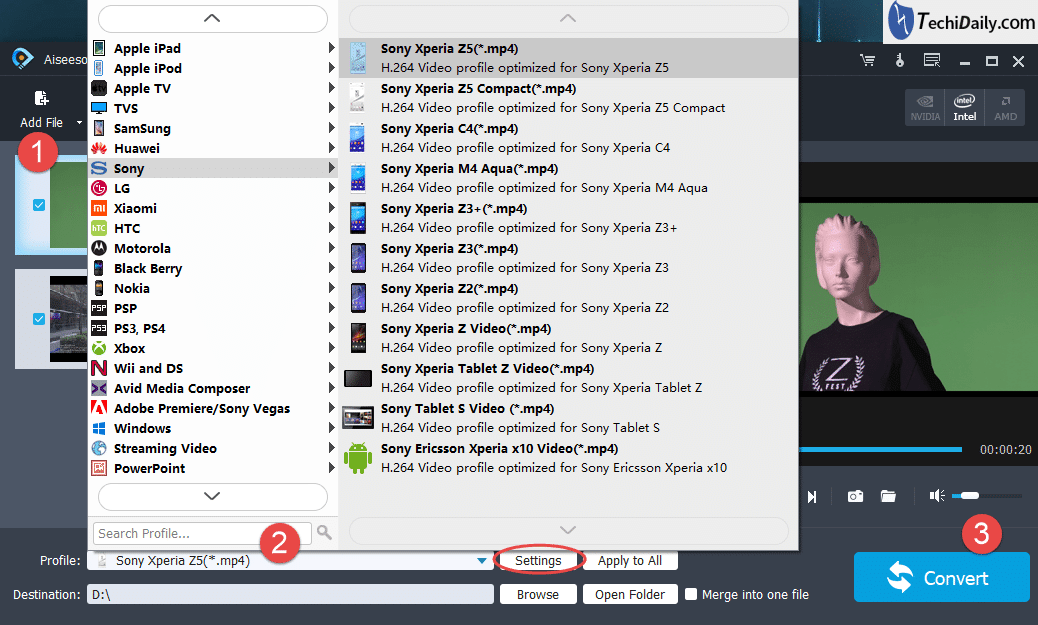 TechiDaily.com
Aiseeso
Add File
1
NVIDIA
intel
Intel
AMD
Apple iPad
Apple iPod
Apple TV
TVS
SamSung
Huawei
Sony
LG
Xiaomi
HTC
Motorola
Black Berry
Nokia
PSP
PS3, PS4
Xbox
Wii and DS
Avid Media Composer
Adobe Premiere/Sony Vegas
Windows
Streaming Video
PowerPoint
Search Profile...
2
Sony Xperia Z5(*.mp4)
H.264 Video profile optimized for Sony Xperia Z5
Sony Xperia Z5 Compact(*.mp4)
H.264 Video profile optimized for Sony Xperia Z5 Compact
Sony Xperia C4(*.mp4)
H.264 Video profile optimized for Sony Xperia C4
Sony Xperia M4 Aqua(*.mp4)
H.264 Video profile optimized for Sony Xperia M4 Aqua
Sony Xperia Z3+(*.mp4)
H.264 Video profile optimized for Sony Xperia Z3+
Sony Xperia Z3(*.mp4)
H.264 Video profile optimized for Sony Xperia Z3
Sony Xperia Z2(*.mp4)
H.264 Video profile optimized for Sony Xperia Z2
Sony Xperia Z Video(*.mp4)
H.264 Video profile optimized for Sony Xperia Z
Sony Xperia Tablet Z Video(*.mp4)
H.264 Video profile optimized for Sony Xperia Tablet Z
Sony Tablet S Video (*.mp4)
H.264 Video profile optimized for Sony Tablet S
Sony Ericsson Xperia x10 Video(*.mp4)
H.264 Video profile optimized for Sony Ericsson Xperia x10
FESTIV
00:00:20
3
Profile:
Sony Xperia Z5(*.mp4)
Settings
Apply to All
Convert
Destination:
D:\
Browse
Open Folder
Merge into one file